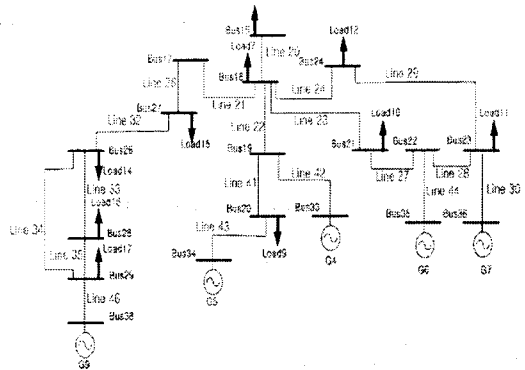 Bus15
Line 20
Load12
Load7
Bus24
Bus17
Bus16
Line 29
Line 24
Line 21
Line 23
Load10
Load11
Bus27
Line 32
Line 22
Load15
Bus21
Bus22
Bus23
Bus26
Bus19
Line 27
Line 28
Load14
Line 33
Line 41
Line 42
Line 44
Line 30
Load16
Bus20
Bus33
Bus35
Bus36
Line 34
Bus28
Line 43
Load17
Load9
G4
Line 35
Bus34
G6
G7
Bus29
G5
Line 46
Bus38
G9